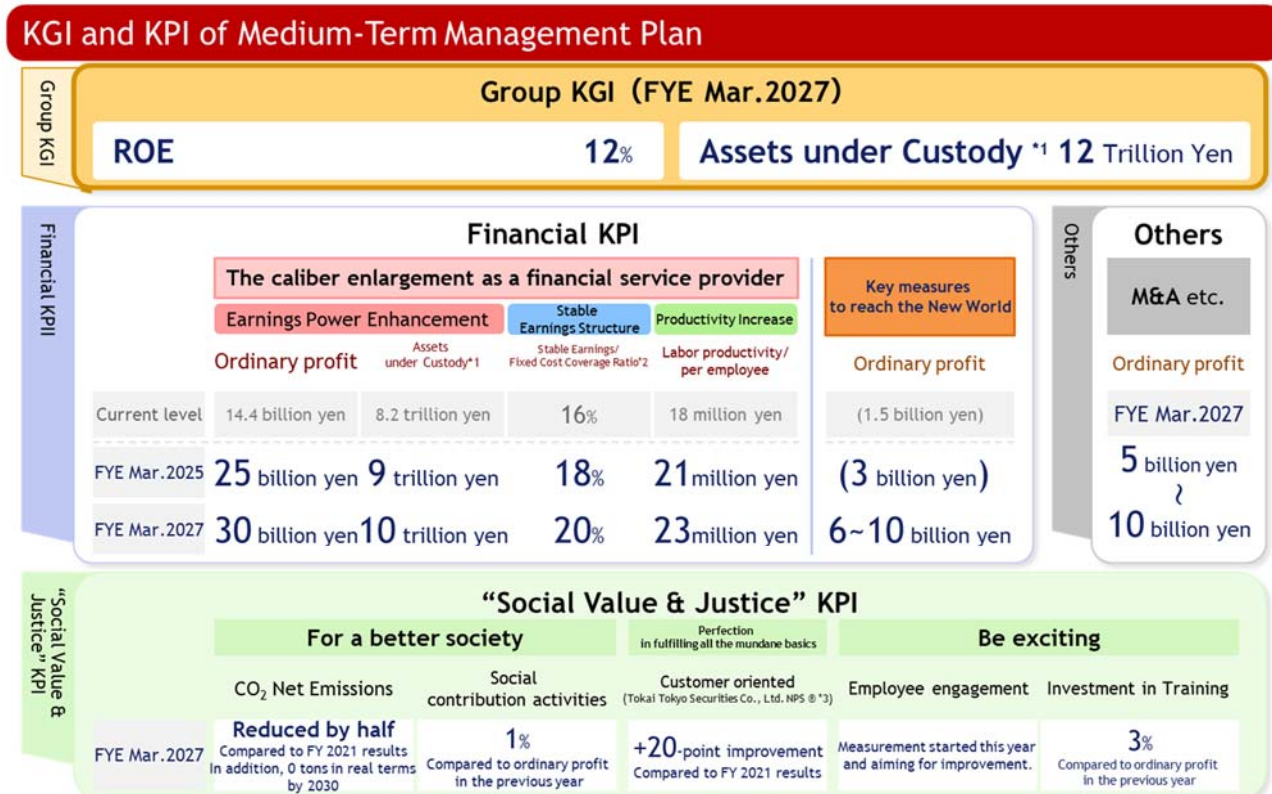 KGI and KPI of Medium-Term Management Plan
Group KGI
Group KGI (FYE Mar.2027)
ROE 12%
Assets under Custody *1 12 Trillion Yen
Financial KPII
Financial KPI
The caliber enlargement as a financial service provider
Key measures
to reach the New World
Earnings Power Enhancement
Stable
Earnings Structure
Productivity Increase
Ordinary profit
Assets
under Custody*1
Stable Earnings/
Fixed Cost Coverage Ratio*2
Labor productivity/
per employee
Ordinary profit
Current level 14.4 billion yen 8.2 trillion yen 16% 18 million yen (1.5 billion yen)
FYE Mar.2025 25 billion yen 9 trillion yen 18% 21 million yen (3 billion yen)
FYE Mar.2027 30 billion yen 10 trillion yen 20% 23 million yen 6~10 billion yen
Others
Others
M&A etc.
Ordinary profit
FYE Mar.2027
5 billion yen
~
10 billion yen
"Social Value &
Justice" KPI
"Social Value & Justice" KPI
For a better society
Perfection
in fulfilling all the mundane basics
Be exciting
CO2 Net Emissions
Social
contribution activities
Customer oriented
(Tokai Tokyo Securities Co., Ltd. NPS ® *3)
Employee engagement
Investment in Training
FYE Mar.2027
Reduced by half
Compared to FY 2021 results
In addition, 0 tons in real terms
by 2030
1%
Compared to ordinary profit
in the previous year
+20-point improvement
Compared to FY 2021 results
Measurement started this year
and aiming for improvement.
3%
Compared to ordinary profit
in the previous year